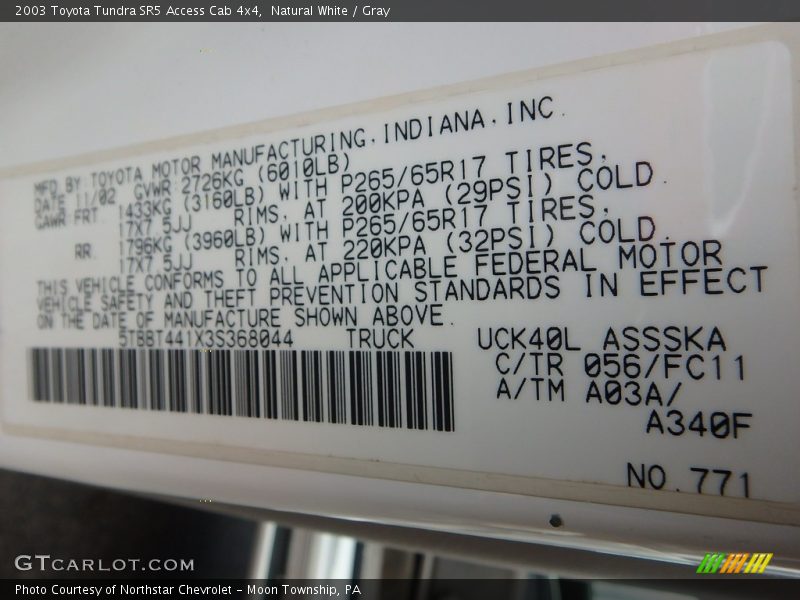 2003 Toyota Tundra SR5 Access Cab 4x4, Natural White / Gray
MFD BY:TOYOTA MOTOR MANUFACTURING, INDIANA, INC.
DATE 11/02 GVWR 2726KG (6010LB)
GAWR FRT 1433KG (3160LB) WITH P265/65R17 TIRES,
17X7.5JJ RIMS, AT 200KPA (29PSI) COLD.
RR 1796KG (3960LB) WITH P265/65R17 TIRES,
17X7.5JJ RIMS, AT 220KPA (32PSI) COLD.
THIS VEHICLE CONFORMS TO ALL APPLICABLE FEDERAL MOTOR
VEHICLE SAFETY AND THEFT PREVENTION STANDARDS IN EFFECT
ON THE DATE OF MANUFACTURE SHOWN ABOVE.
5TBBT441X3S368044 TRUCK
UCK40L ASSSKA
C/TR 056/FC11
A/TM A03A/
A340F
NO. 771
GTCARLOT.COM
Photo Courtesy of Northstar Chevrolet - Moon Township, PA